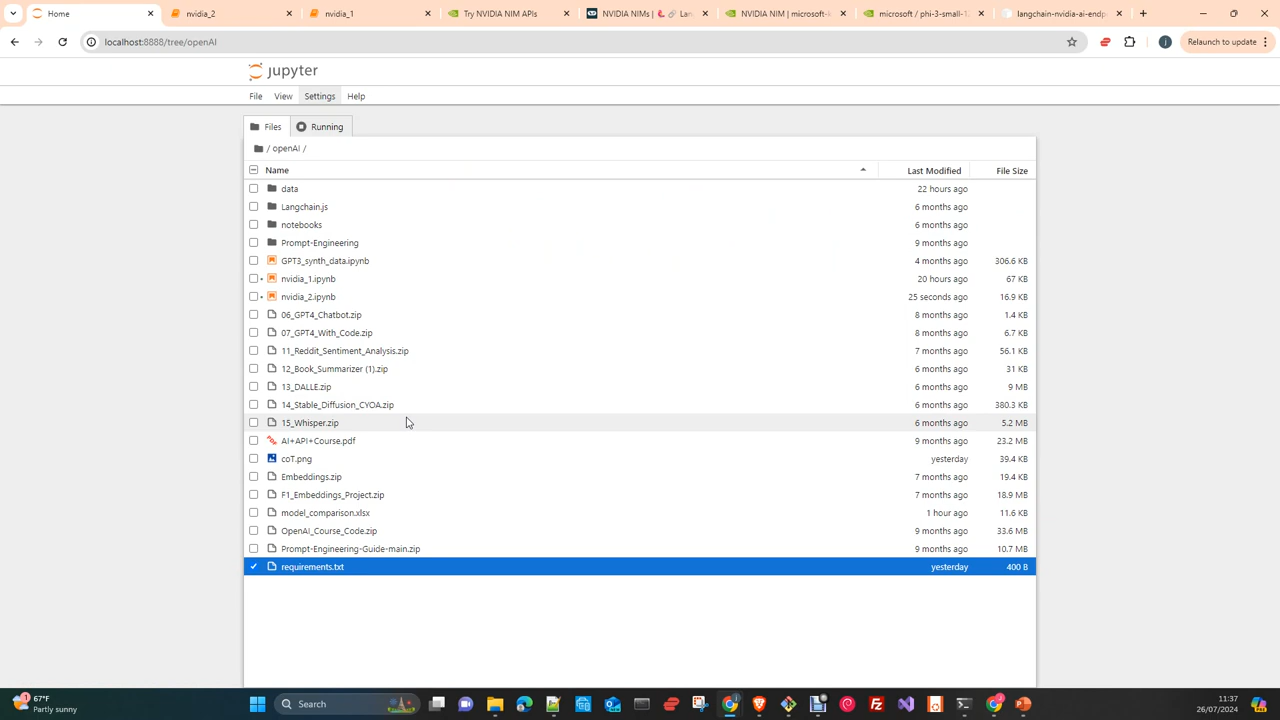 Home
nvidia_2
nvidia_1
Try NVIDIA NIM APIs
NVIDIA NIMs | 🦜🔗 Lan
NVIDIA NIM | microsoft-k
microsoft / phi-3-small-12
langchain-nvidia-ai-endp
localhost:8888/tree/openAI
Relaunch to update
jupyter
File View Settings Help
Files Running
/ openAI /
Name Last Modified File Size
data 22 hours ago
Langchain.js 6 months ago
notebooks 6 months ago
Prompt-Engineering 9 months ago
GPT3_synth_data.ipynb 4 months ago 306.6 KB
nvidia_1.ipynb 20 hours ago 67 KB
nvidia_2.ipynb 25 seconds ago 16.9 KB
06_GPT4_Chatbot.zip 8 months ago 1.4 KB
07_GPT4_With_Code.zip 8 months ago 6.7 KB
11_Reddit_Sentiment_Analysis.zip 7 months ago 56.1 KB
12_Book_Summarizer (1).zip 6 months ago 31 KB
13_DALLE.zip 6 months ago 9 MB
14_Stable_Diffusion_CYOA.zip 6 months ago 380.3 KB
15_Whisper.zip 6 months ago 5.2 MB
AI+API+Course.pdf 9 months ago 23.2 MB
coT.png yesterday 39.4 KB
Embeddings.zip 7 months ago 19.4 KB
F1_Embeddings_Project.zip 7 months ago 18.9 MB
model_comparison.xlsx 1 hour ago 11.6 KB
OpenAI_Course_Code.zip 9 months ago 33.6 MB
Prompt-Engineering-Guide-main.zip 9 months ago 10.7 MB
requirements.txt yesterday 400 B
1
67°F
Partly sunny
Search
11:37
26/07/2024